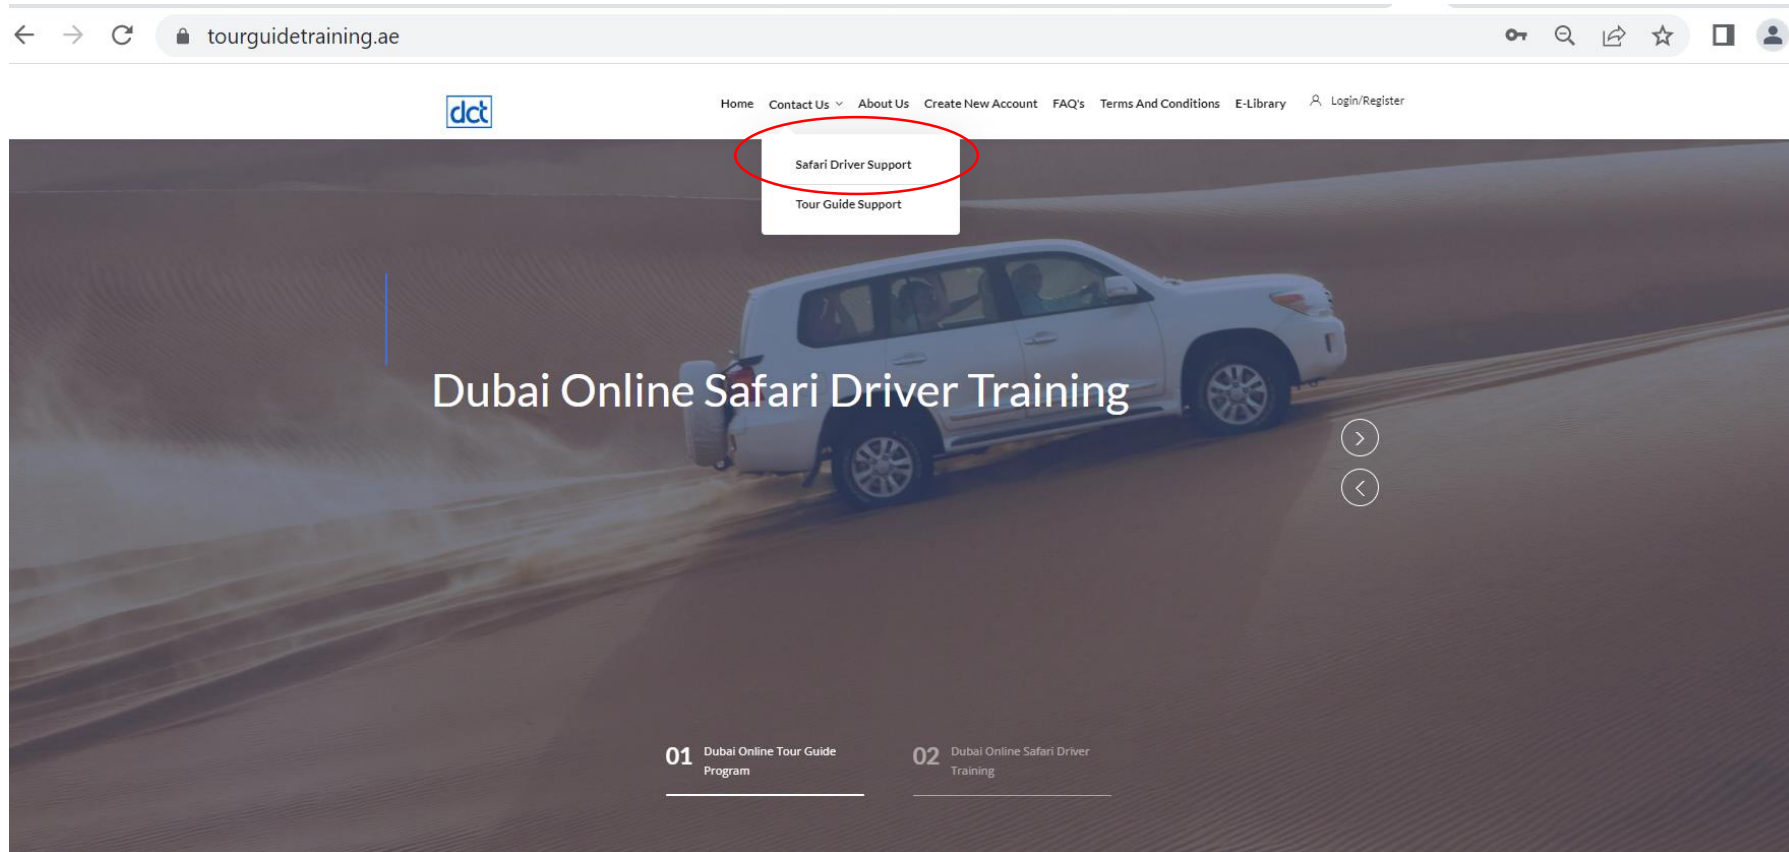 tourguidetraining.ae
dct
Home Contact Us About Us Create New Account FAQ's Terms And Conditions E-Library Login/Register
Safari Driver Support
Tour Guide Support
Dubai Online Safari Driver Training
01 Dubai Online Tour Guide
Program
02 Dubai Online Safari Driver
Training